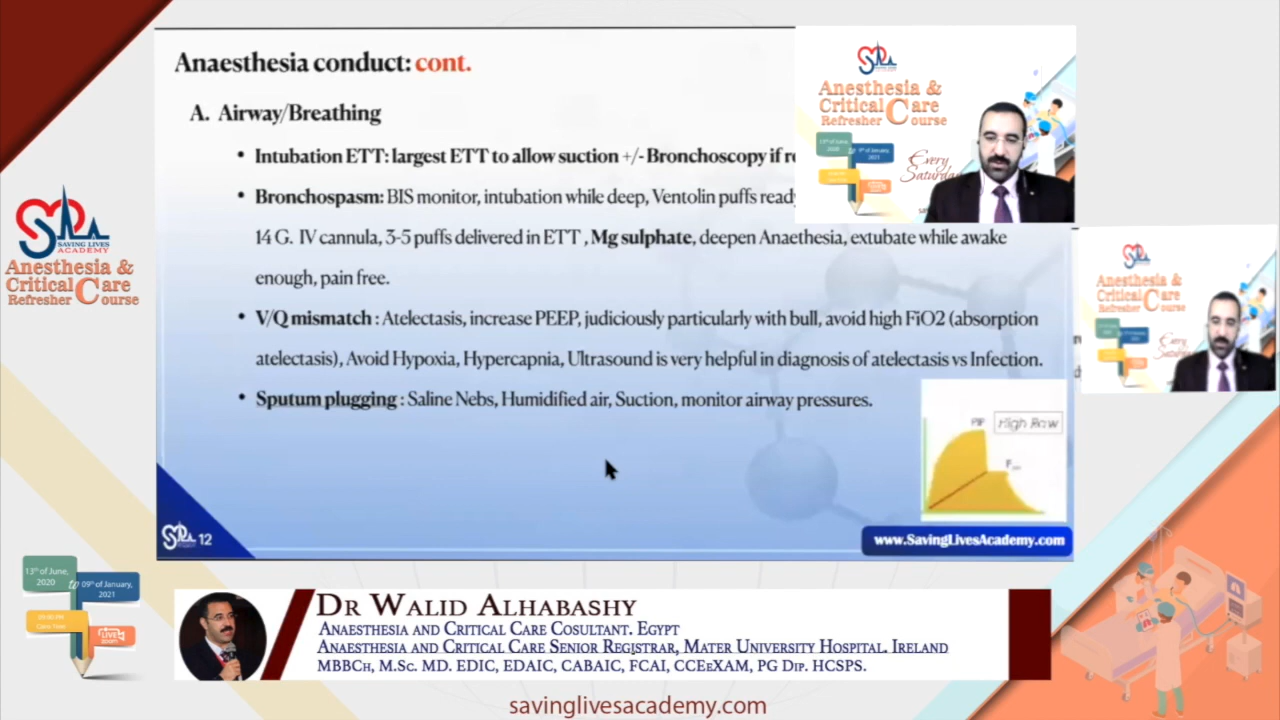 Anaesthesia conduct: cont.
A. Airway/Breathing
• Intubation ETT: largest ETT to allow suction +/- Bronchoscopy if
• Bronchospasm: BIS monitor, intubation while deep, Ventolin puffs ready
14 G. IV cannula, 3-5 puffs delivered in ETT , Mg sulphate, deepen Anaethesia, extubate while awake
enough, pain free.
• V/Q mismatch : Atelectasis, increase PEEP, judiciously particularly with bull, avoid high FiO2 (absorption
atelectasis), Avoid Hypoxia, Hypercapnia, Ultrasound is very helpful in diagnosis of atelectasis vs Infection.
• Sputum plugging : Saline Nebs, Humidified air, Suction, monitor airway pressures.
PIP
High Raw
12
www.SavingLivesAcademy.com
Anesthesia &
Critical Care
Refresher Course
Every
Anesthesia &
Critical Care
Refresher Course
SAVING LIVES
ACADEMY
Anesthesia &
Critical Care
Refresher Course
13th of June,
2020
09th of January,
2021
LIVE
zoom
DR WALID ALHABASHY
ANAESTHESIA AND CRITICAL CARE COSULTANT. EGYPT
ANAESTHESIA AND CRITICAL CARE SENIOR REGISTRAR, MATER UNIVERSITY HOSPITAL. IRELAND
MBBCH, M.SC. MD. EDIC, EDAIC, CABAIC, FCAI, CCEEXAM, PG DIP. HCSPS.
savinglivesacademy.com